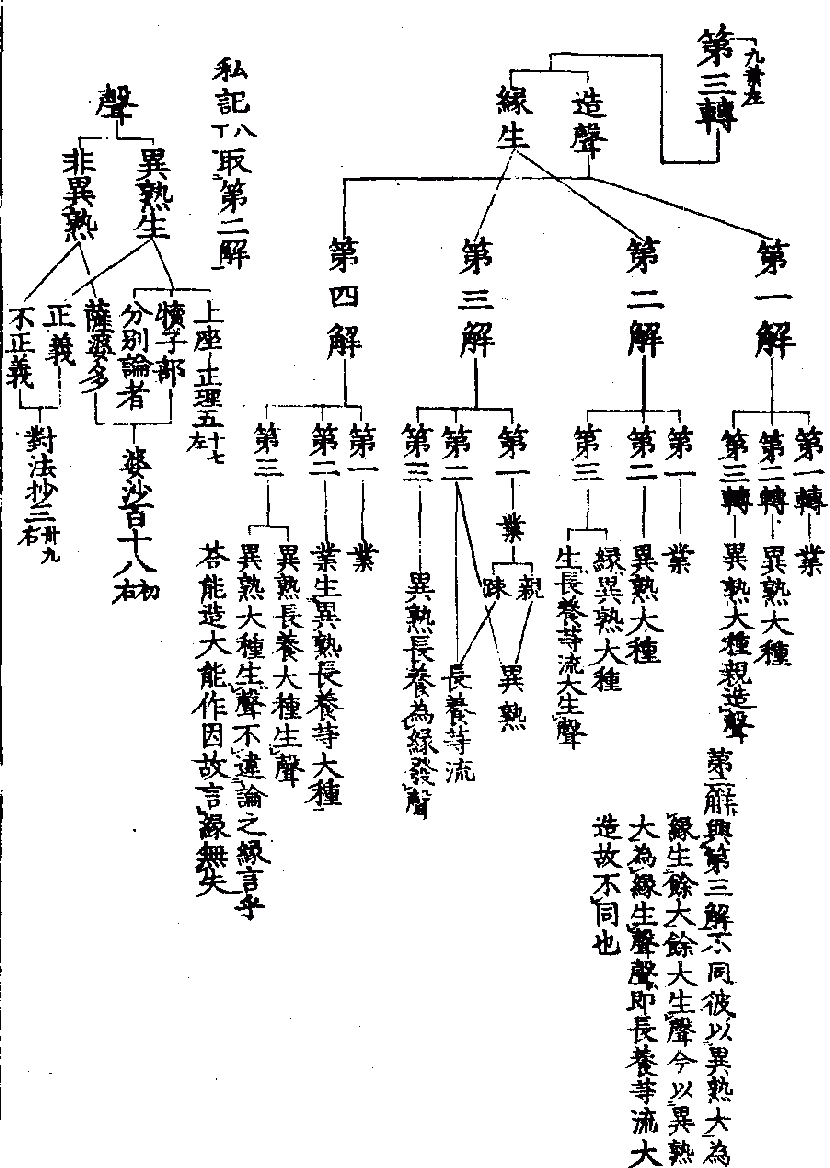 第三轉
九葉左
造聲
緣生
第一解
第二解
第三解
第四解
第一轉
業
第二轉
異熟大種
第三轉
異熟大種親造聲
第一
業
第二
異熟大種
第三
緣異熟大種
生長養等流大生聲
第一
業
親
疎
異熟
第二
長養等流
第三
異熟長養為緣發聲
第一
業
第二
業生異熟長養等大種
第三
異熟長養大種生聲
異熟大種生聲不違論之緣言乎
荅能造大能作因故言緣無失
第二解與第三解不同彼以異熟大為
緣生餘大餘大生聲今以異熟
大為緣生聲聲即長養等流大
造故不同也
私記八丁取第二解
聲
異熟生
非異熟
上座
正理五十七左
犢子部
分別論者
薩婆多
婆沙百十八初右
正義
不正義
對法抄三卅九右